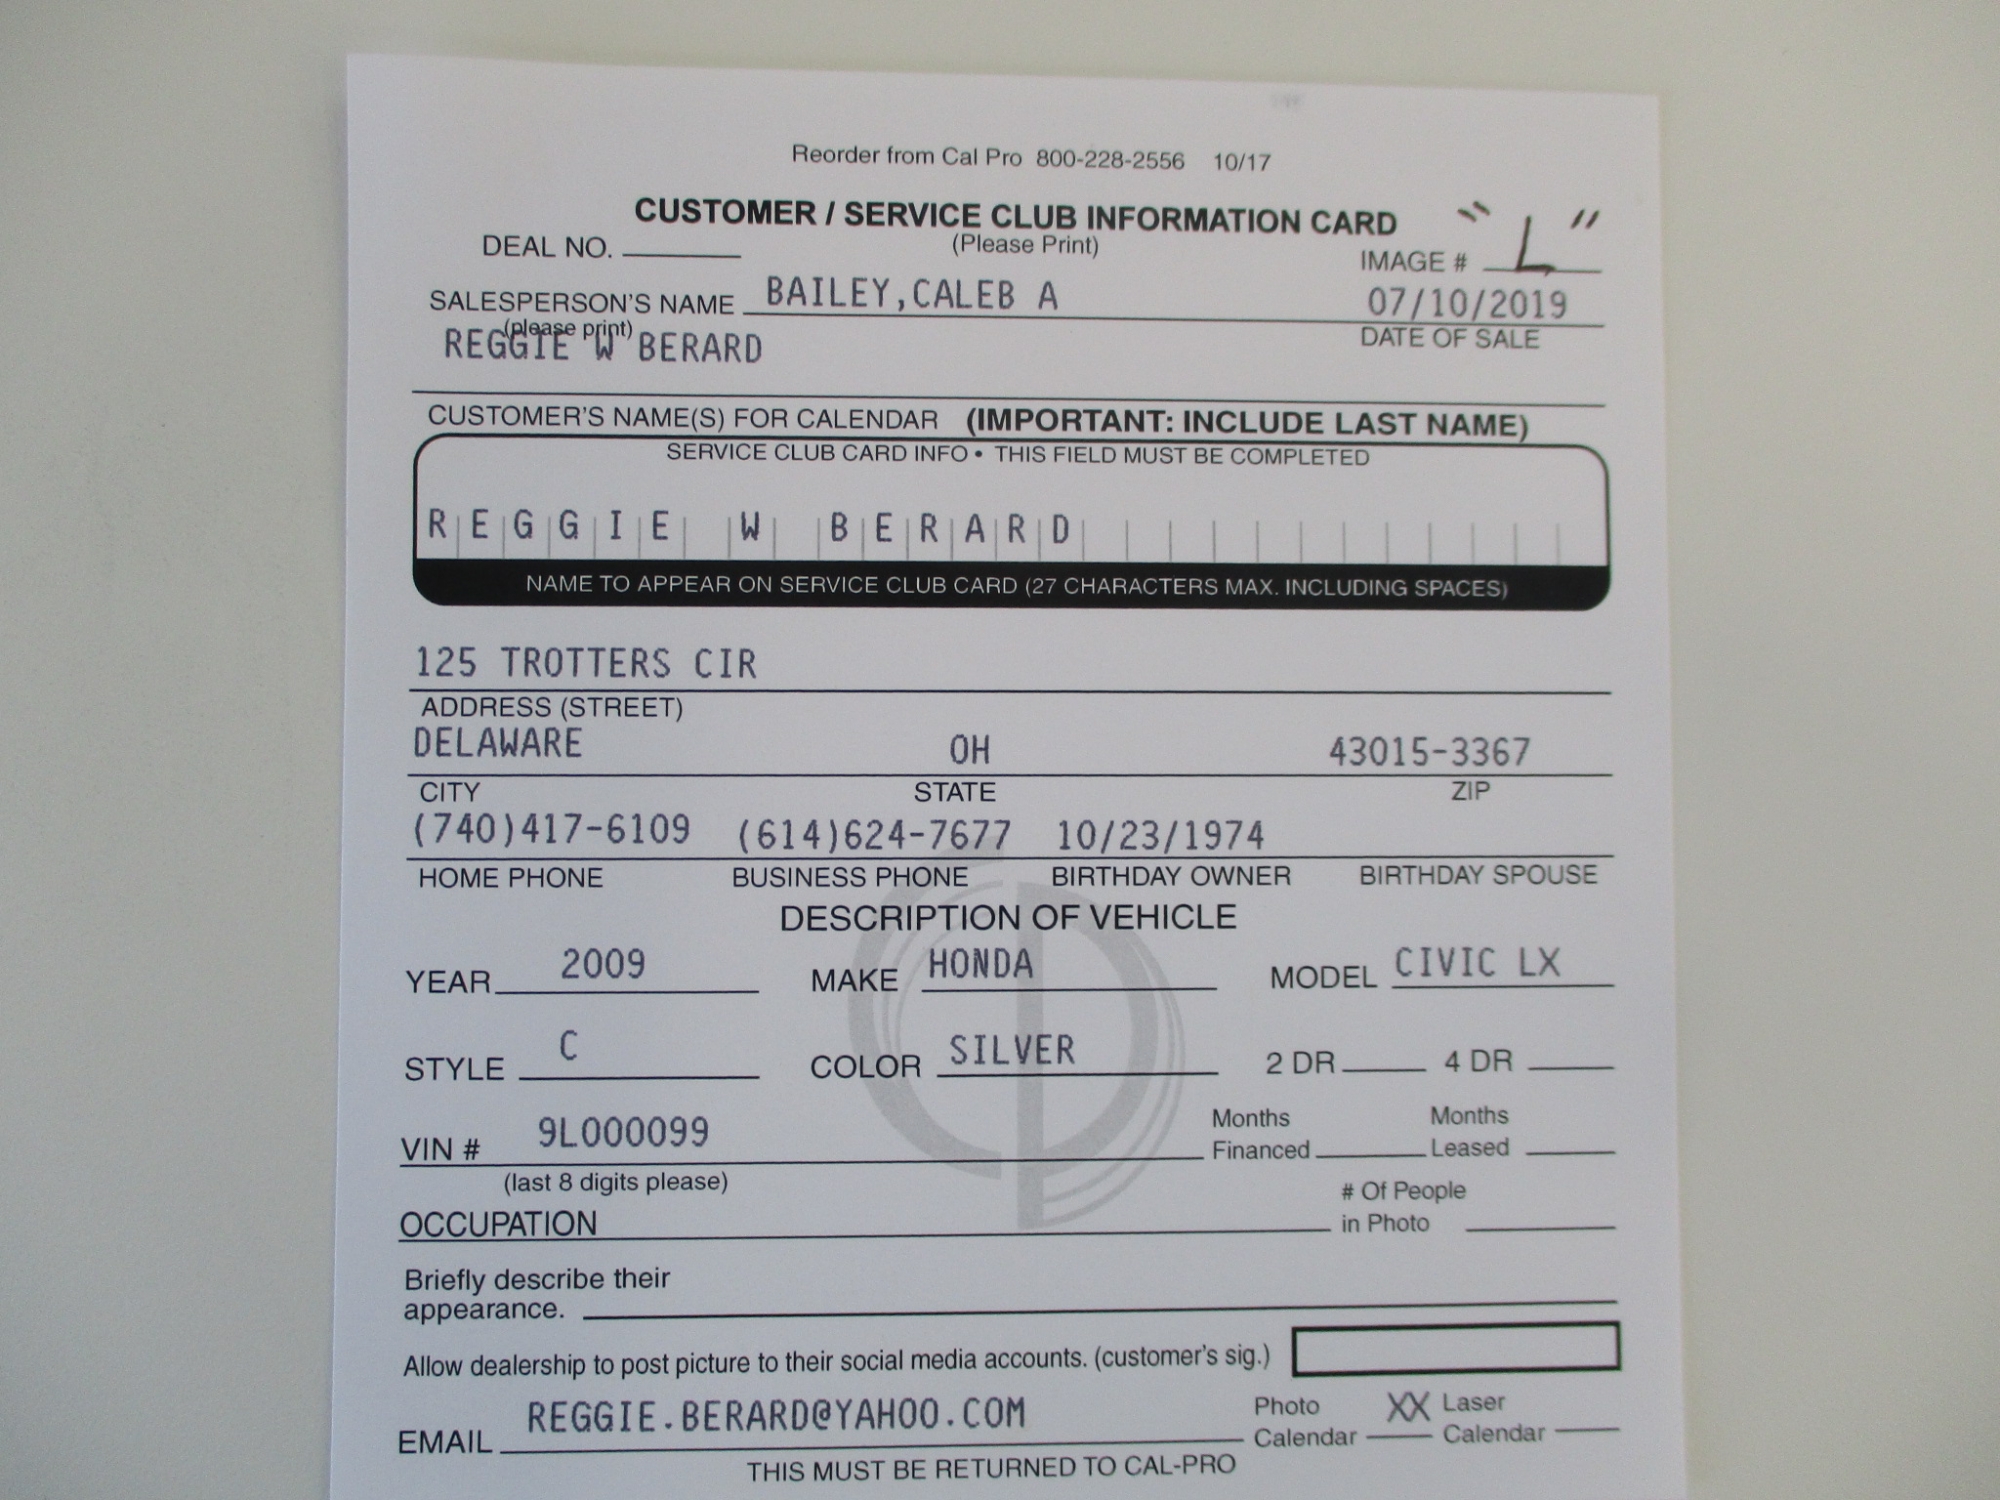 Reorder from Cal Pro 800-228-2556 10/17
CUSTOMER / SERVICE CLUB INFORMATION CARD
(Please Print)
DEAL NO.
IMAGE # "L"
SALESPERSON'S NAME BAILEY,CALEB A 07/10/2019
(please print) DATE OF SALE
REGGIE W BERARD
CUSTOMER'S NAME(S) FOR CALENDAR (IMPORTANT: INCLUDE LAST NAME)
SERVICE CLUB CARD INFO • THIS FIELD MUST BE COMPLETED
REGGIE W BERARD
NAME TO APPEAR ON SERVICE CLUB CARD (27 CHARACTERS MAX. INCLUDING SPACES)
125 TROTTERS CIR
ADDRESS (STREET)
DELAWARE OH 43015-3367
CITY STATE ZIP
(740)417-6109 (614)624-7677 10/23/1974
HOME PHONE BUSINESS PHONE BIRTHDAY OWNER BIRTHDAY SPOUSE
DESCRIPTION OF VEHICLE
YEAR 2009 MAKE HONDA MODEL CIVIC LX
STYLE C COLOR SILVER 2 DR 4 DR
VIN # 9L000099 Months Financed Months Leased
(last 8 digits please)
OCCUPATION # Of People in Photo
Briefly describe their
appearance.
Allow dealership to post picture to their social media accounts. (customer's sig.)
EMAIL REGGIE.BERARD@YAHOO.COM Photo Calendar XX Laser Calendar
THIS MUST BE RETURNED TO CAL-PRO